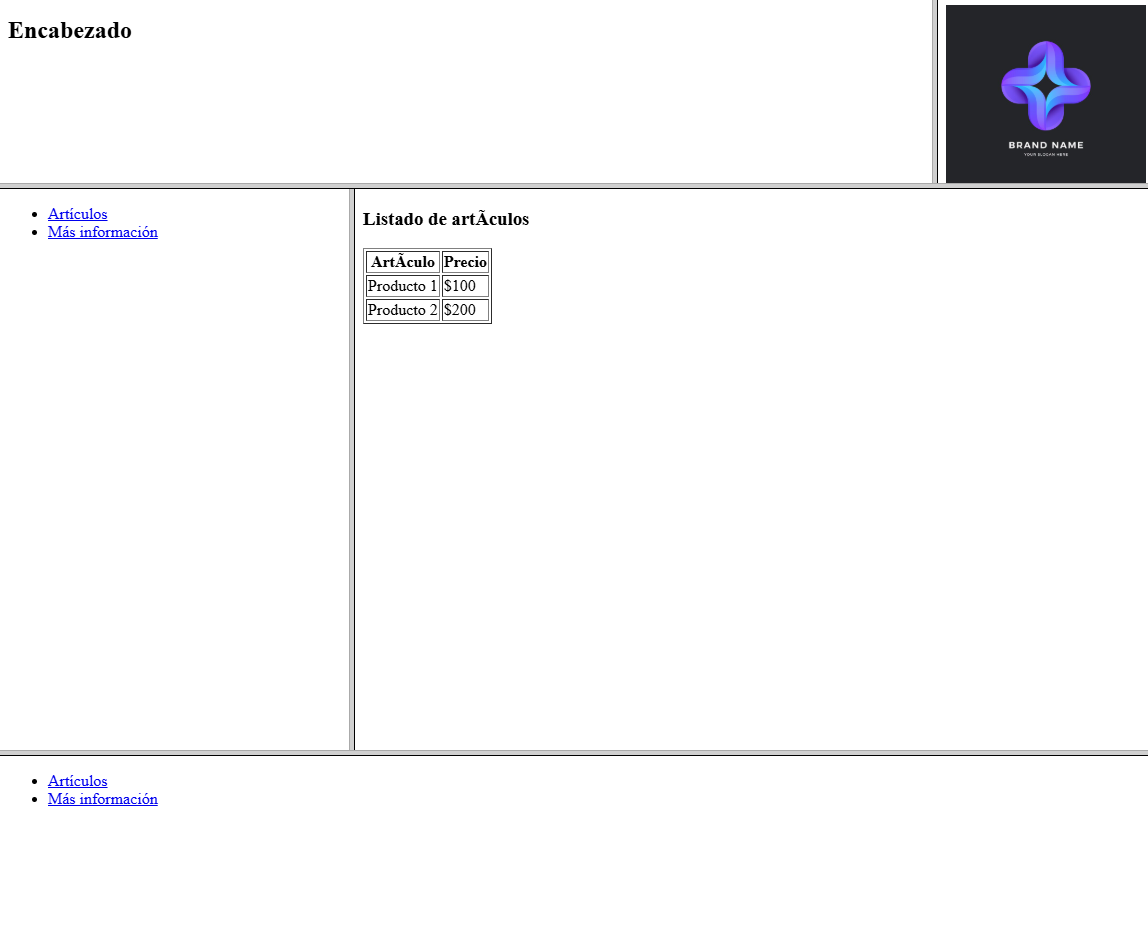 Encabezado
BRAND NAME
YOUR SLOGAN HERE
Artículos
Más información
Listado de artÃculos
ArtÃculo Precio
Producto 1 $100
Producto 2 $200
Artículos
Más información